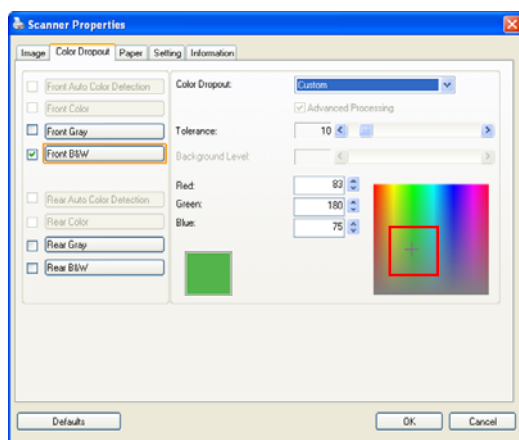 Scanner Properties
Image Color Dropout Paper Setting Information
Front Auto Color Detection
Front Color
Front Gray
Front B&W
Rear Auto Color Detection
Rear Color
Rear Gray
Rear B&W
Color Dropout: Custom
Advanced Processing
Tolerance: 10
Background Level:
Red: 83
Green: 180
Blue: 75
Defaults OK Cancel